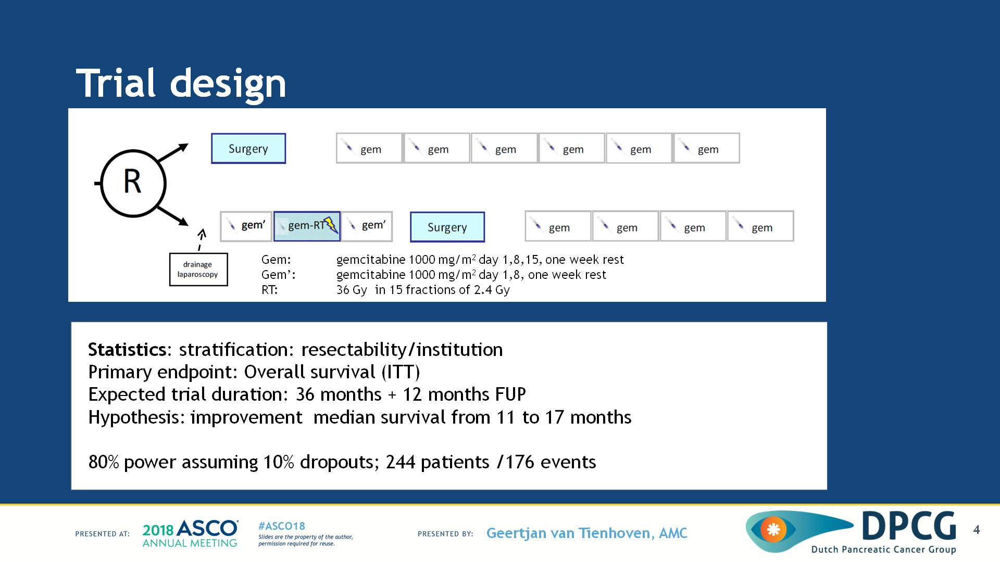 Trial design
Surgery gem gem gem gem gem gem
R
gem’ gem-RT gem’ Surgery gem gem gem gem
drainage
laparoscopy
Gem: gemcitabine 1000 mg/m² day 1,8,15, one week rest
Gem’: gemcitabine 1000 mg/m² day 1,8, one week rest
RT: 36 Gy in 15 fractions of 2.4 Gy
Statistics: stratification: resectability/institution
Primary endpoint: Overall survival (ITT)
Expected trial duration: 36 months + 12 months FUP
Hypothesis: improvement median survival from 11 to 17 months
80% power assuming 10% dropouts; 244 patients /176 events
PRESENTED AT: 2018 ASCO®
ANNUAL MEETING
#ASCO18
Slides are the property of the author,
permission required for reuse.
PRESENTED BY: Geertjan van Tienhoven, AMC
DPCG
Dutch Pancreatic Cancer Group
4